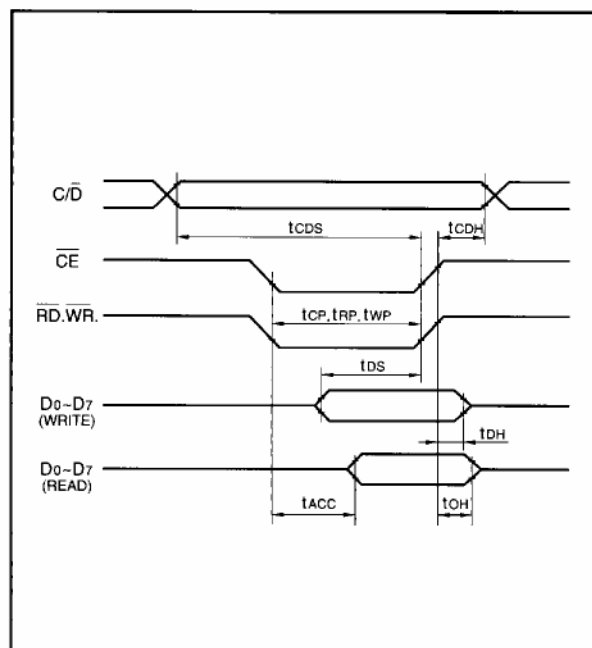 C/D̅
tCDS
tCDH
C̅E̅
R̅D̅.W̅R̅.
tCP,tRP,tWP
tDS
D0~D7
(WRITE)
tDH
D0~D7
(READ)
tACC
tOH